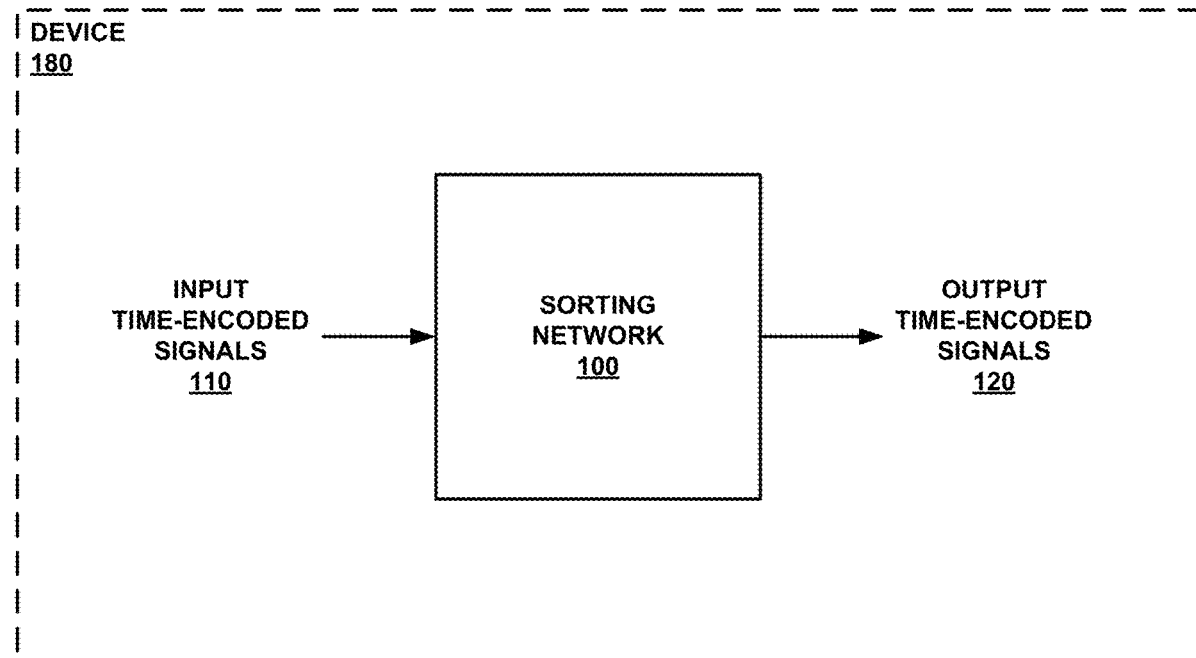 DEVICE
180
INPUT
TIME-ENCODED
SIGNALS
110
SORTING
NETWORK
100
OUTPUT
TIME-ENCODED
SIGNALS
120